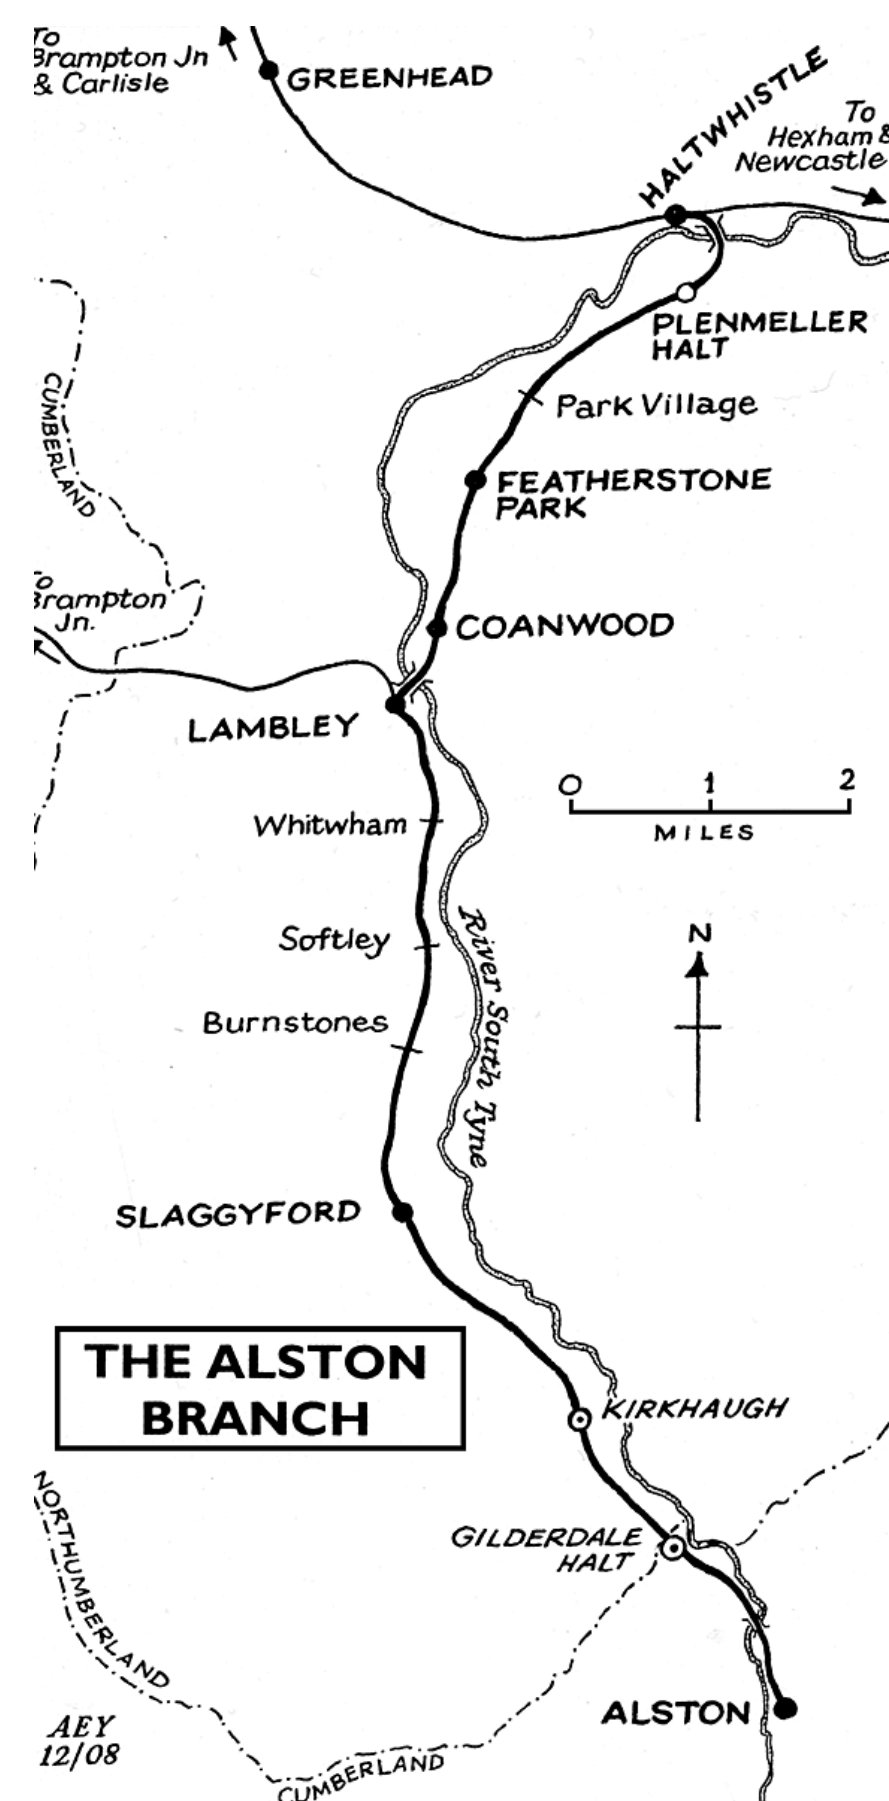 To
Brampton Jn
& Carlisle
GREENHEAD
HALTWHISTLE
To
Hexham &
Newcastle
PLENMELLER
HALT
Park Village
CUMBERLAND
FEATHERSTONE
PARK
To
Brampton
Jn.
COANWOOD
LAMBLEY
0 1 2
MILES
Whitwham
N
Softley
River South Tyne
Burnstones
SLAGGYFORD
THE ALSTON
BRANCH
KIRKHAUGH
GILDERDALE
HALT
NORTHUMBERLAND
ALSTON
AEY
12/08
CUMBERLAND